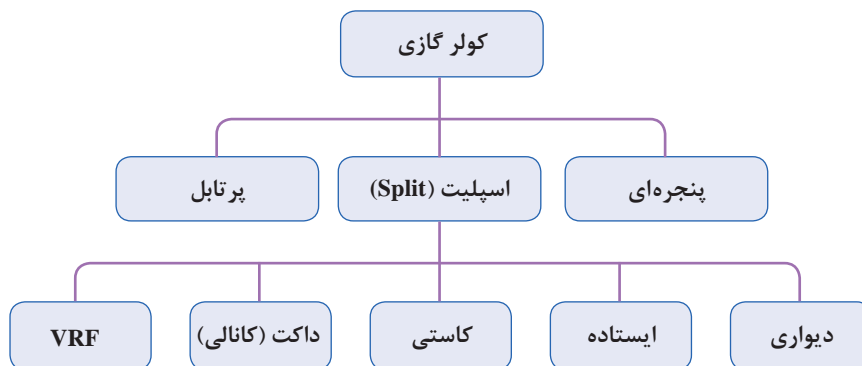 کولر گازی
پنجره‌ای
اسپلیت (Split)
پرتابل
دیواری
ایستاده
کاستی
داکت (کانالی)
VRF